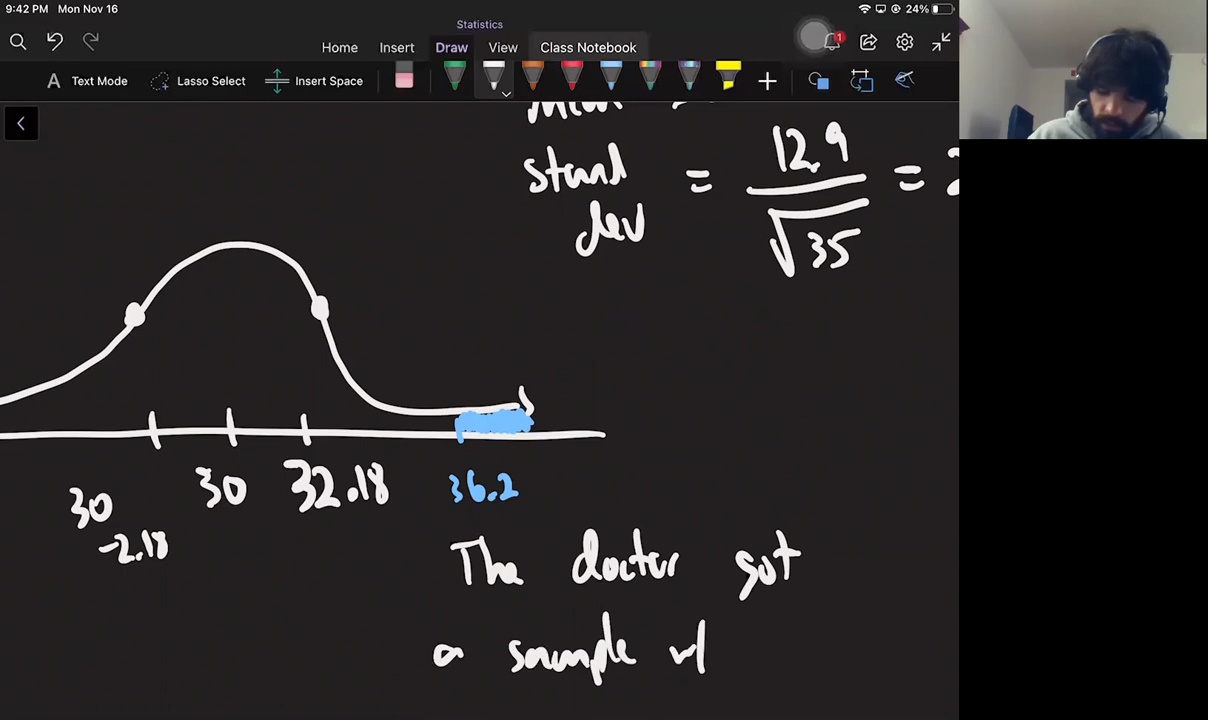 9:42 PM Mon Nov 16
24%
Statistics
Home Insert Draw View Class Notebook
1
Text Mode Lasso Select Insert Space
stand dev = 12.9 / √35 =
30 -2.18
30
32.18
36.2
The doctor got
a sample w/